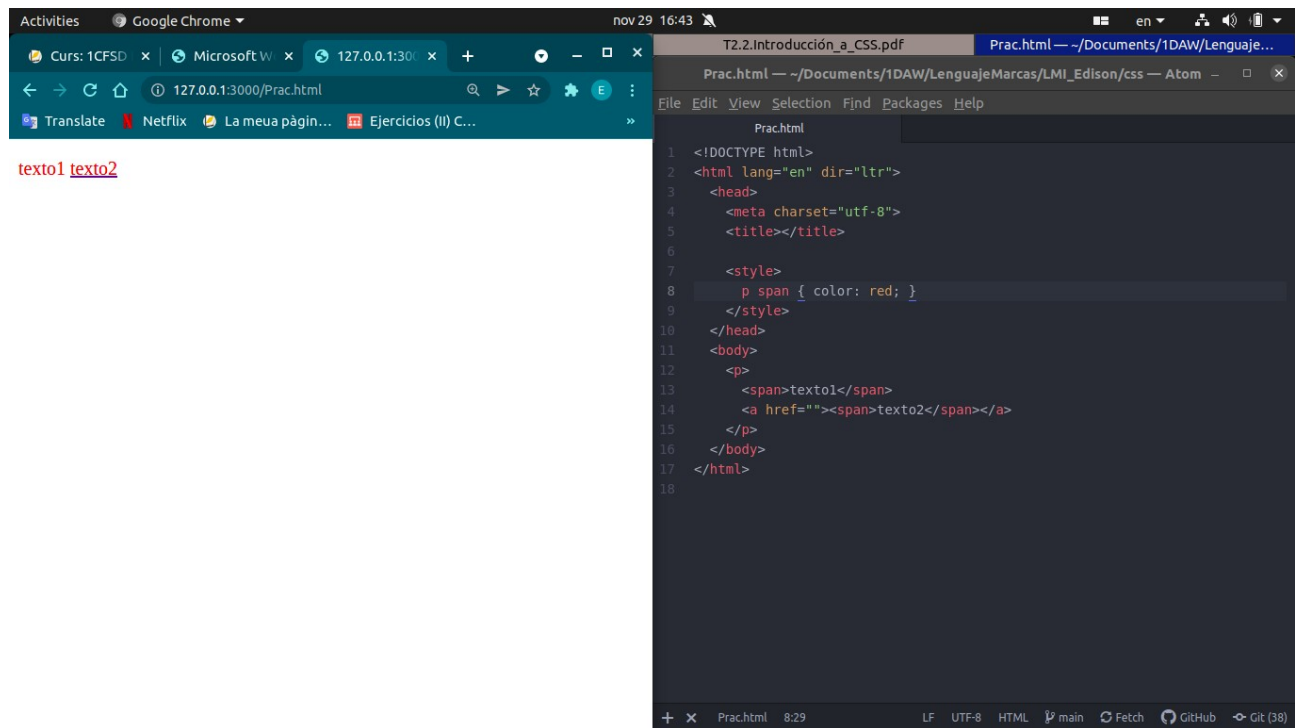 Activities Google Chrome nov 29 16:43 en
Curs: 1CFSD Microsoft W 127.0.0.1:300
127.0.0.1:3000/Prac.html E
Translate Netflix La meua pàgin... Ejercicios (II) C... »
texto1 texto2
T2.2.Introducción_a_CSS.pdf Prac.html — ~/Documents/1DAW/Lenguaje...
Prac.html — ~/Documents/1DAW/LenguajeMarcas/LMI_Edison/css — Atom
File Edit View Selection Find Packages Help
Prac.html
1 <!DOCTYPE html>
2 <html lang="en" dir="ltr">
3 <head>
4 <meta charset="utf-8">
5 <title></title>
6
7 <style>
8 p span { color: red; }
9 </style>
10 </head>
11 <body>
12 <p>
13 <span>texto1</span>
14 <a href=""><span>texto2</span></a>
15 </p>
16 </body>
17 </html>
18
Prac.html 8:29 LF UTF-8 HTML main Fetch GitHub Git (38)